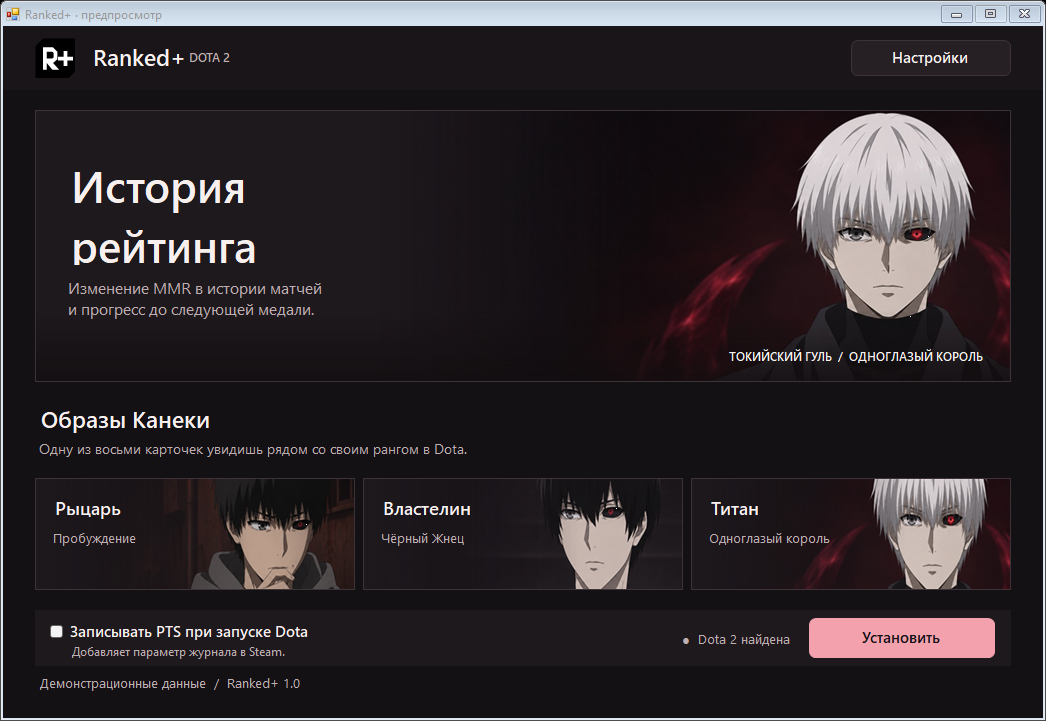 Ranked+ - предпросмотр
R+
Ranked+ DOTA 2
Настройки
История
рейтинга
Изменение MMR в истории матчей
и прогресс до следующей медали.
ТОКИЙСКИЙ ГУЛЬ / ОДНОГЛАЗЫЙ КОРОЛЬ
Образы Канеки
Одну из восьми карточек увидишь рядом со своим рангом в Dota.
Рыцарь
Пробуждение
Властелин
Чёрный Жнец
Титан
Одноглазый король
Записывать PTS при запуске Dota
Добавляет параметр журнала в Steam.
● Dota 2 найдена
Установить
Демонстрационные данные / Ranked+ 1.0